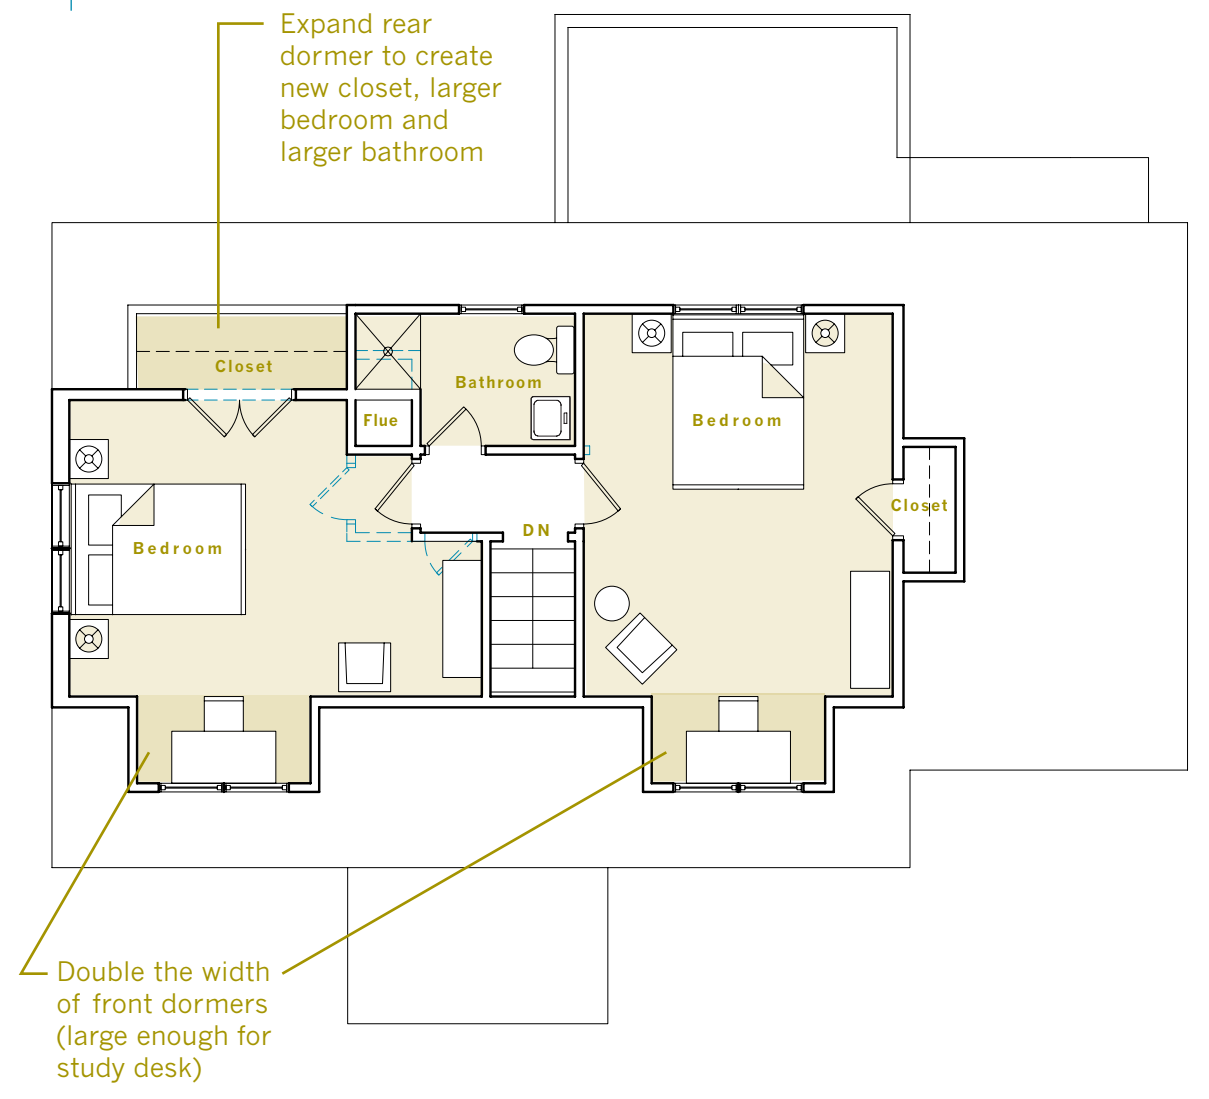 Expand rear
dormer to create
new closet, larger
bedroom and
larger bathroom
Closet
Bathroom
Flue
Bedroom
Closet
DN
Bedroom
Double the width
of front dormers
(large enough for
study desk)